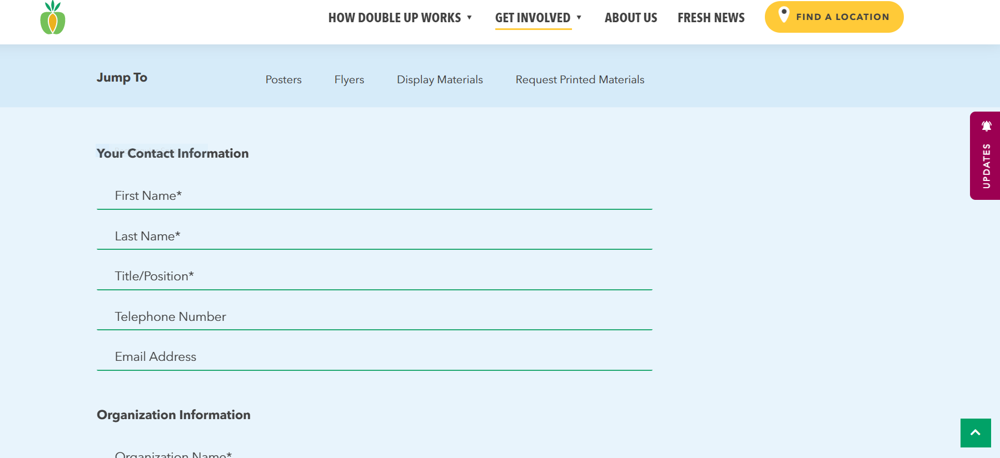 HOW DOUBLE UP WORKS ▼ GET INVOLVED ▼ ABOUT US FRESH NEWS FIND A LOCATION
Jump To Posters Flyers Display Materials Request Printed Materials
UPDATES
Your Contact Information
First Name*
Last Name*
Title/Position*
Telephone Number
Email Address
Organization Information
Organization Name*